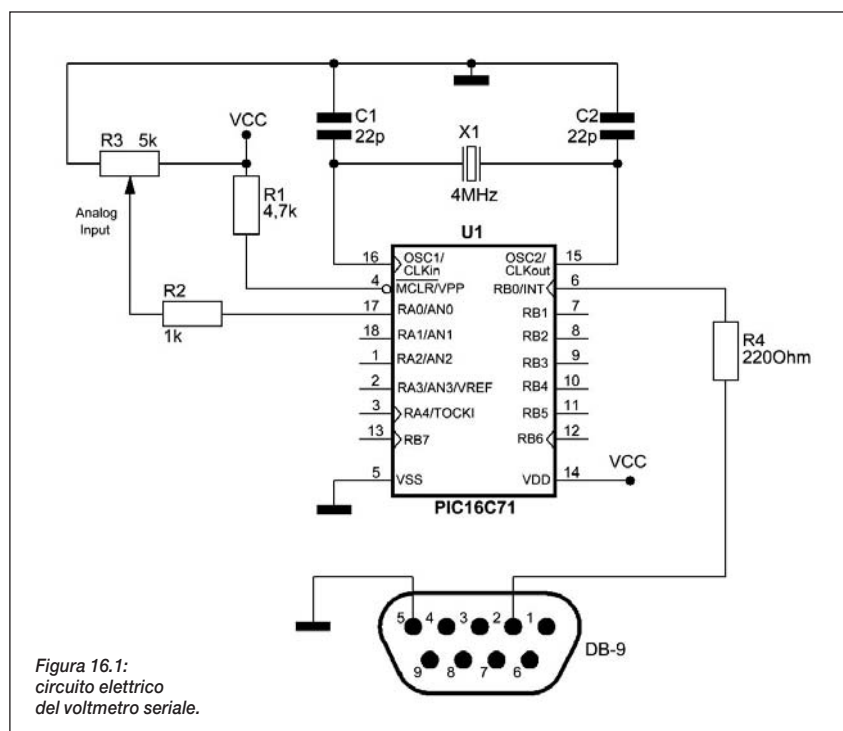 C1
22p
C2
22p
X1
4MHz
VCC
R3 5k
R1
4,7k
Analog
Input
R2
1k
U1
16 OSC1/
CLKin
OSC2/ 15
CLKout
4 MCLR/VPP
RB0/INT 6
17 RA0/AN0
RB1 7
18 RA1/AN1
RB2 8
1 RA2/AN2
RB3 9
2 RA3/AN3/VREF
RB4 10
3 RA4/TOCKI
RB5 11
13 RB7
RB6 12
5 VSS
VDD 14
VCC
PIC16C71
R4
220Ohm
5 4 3 2 1
9 8 7 6
DB-9
Figura 16.1:
circuito elettrico
del voltmetro seriale.